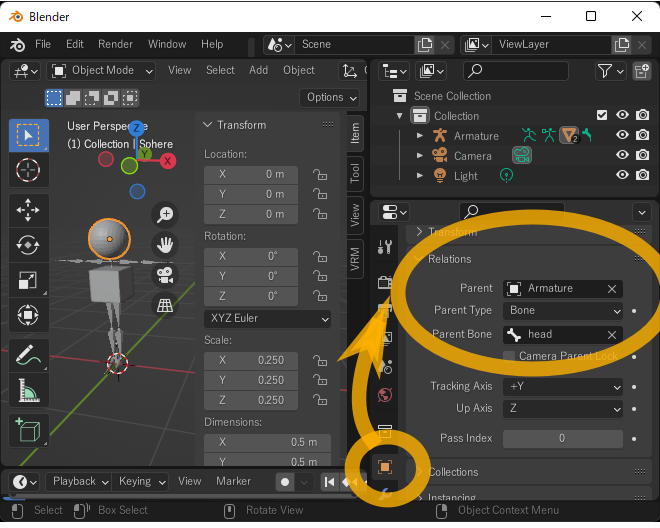 Blender
File Edit Render Window Help Scene ViewLayer
Object Mode View Select Add Object
Options
User Perspective
(1) Collection | Sphere
Transform
Location:
X 0 m
Y 0 m
Z 0 m
Rotation:
X 0°
Y 0°
Z 0°
XYZ Euler
Scale:
X 0.250
Y 0.250
Z 0.250
Dimensions:
X 0.5 m
Y 0.5 m
Item
Tool
View
VRM
Z
Y
X
Scene Collection
Collection
Armature 2
Camera
Light
Transform
Relations
Parent Armature
Parent Type Bone
Parent Bone head
Camera Parent Lock
Tracking Axis +Y
Up Axis Z
Pass Index 0
Collections
Instancing
Playback Keying View Marker
Select Box Select Rotate View Object Context Menu